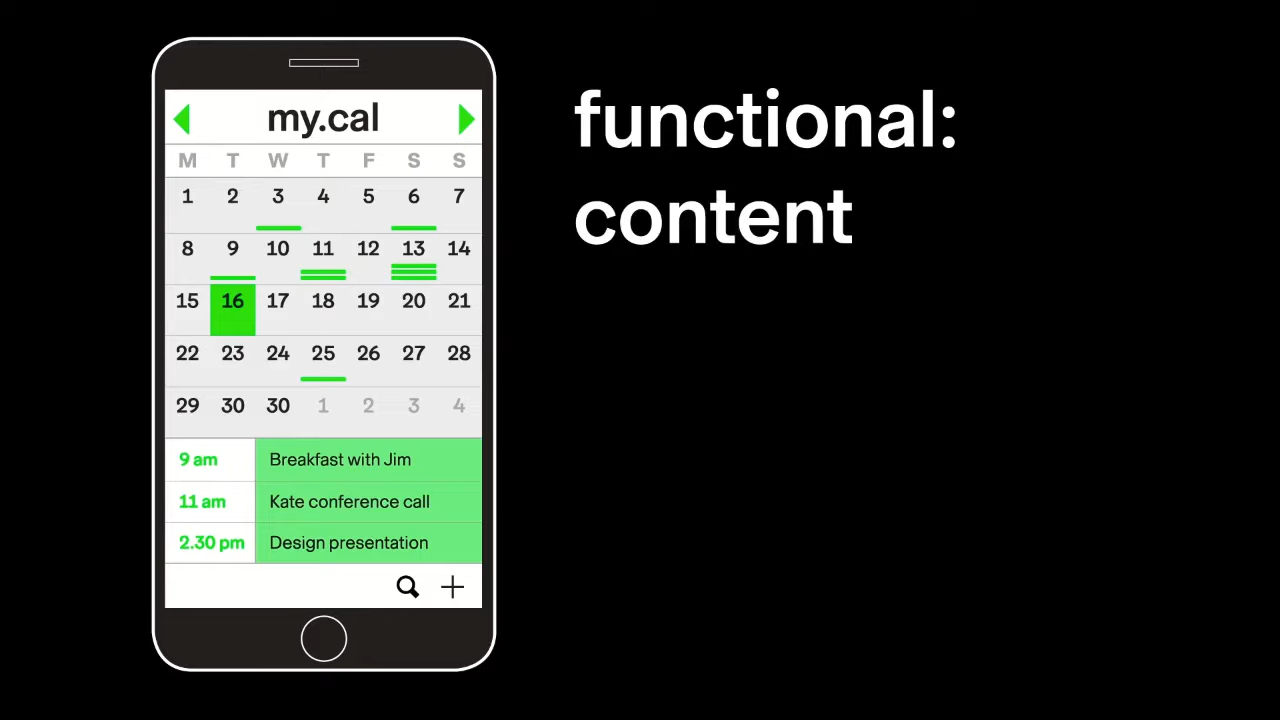 my.cal
M T W T F S S
1 2 3 4 5 6 7
8 9 10 11 12 13 14
15 16 17 18 19 20 21
22 23 24 25 26 27 28
29 30 30 1 2 3 4
9 am Breakfast with Jim
11 am Kate conference call
2.30 pm Design presentation
functional:
content